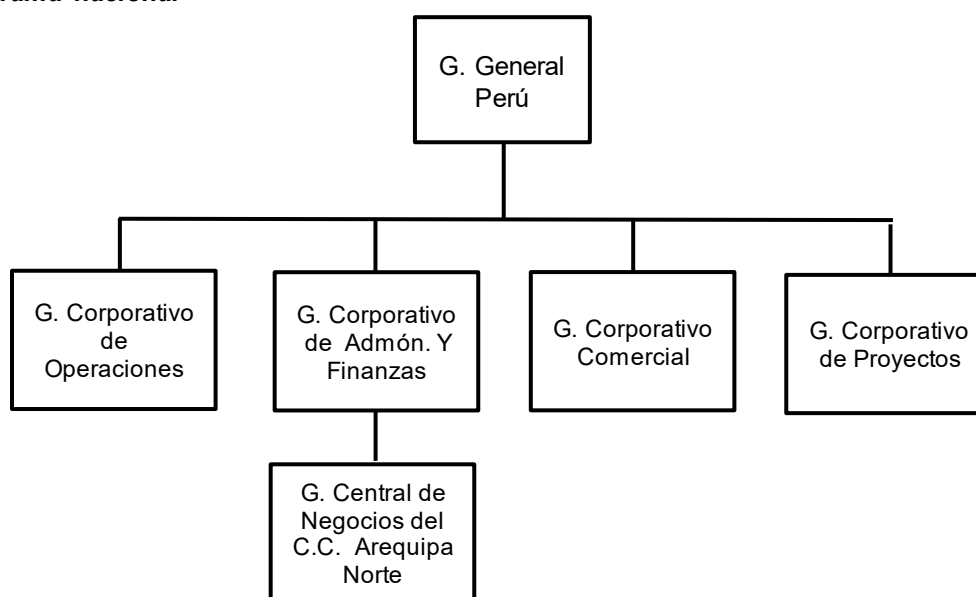 G. General
Perú
G. Corporativo
de
Operaciones
G. Corporativo
de Admón. Y
Finanzas
G. Corporativo
Comercial
G. Corporativo
de Proyectos
G. Central de
Negocios del
C.C. Arequipa
Norte